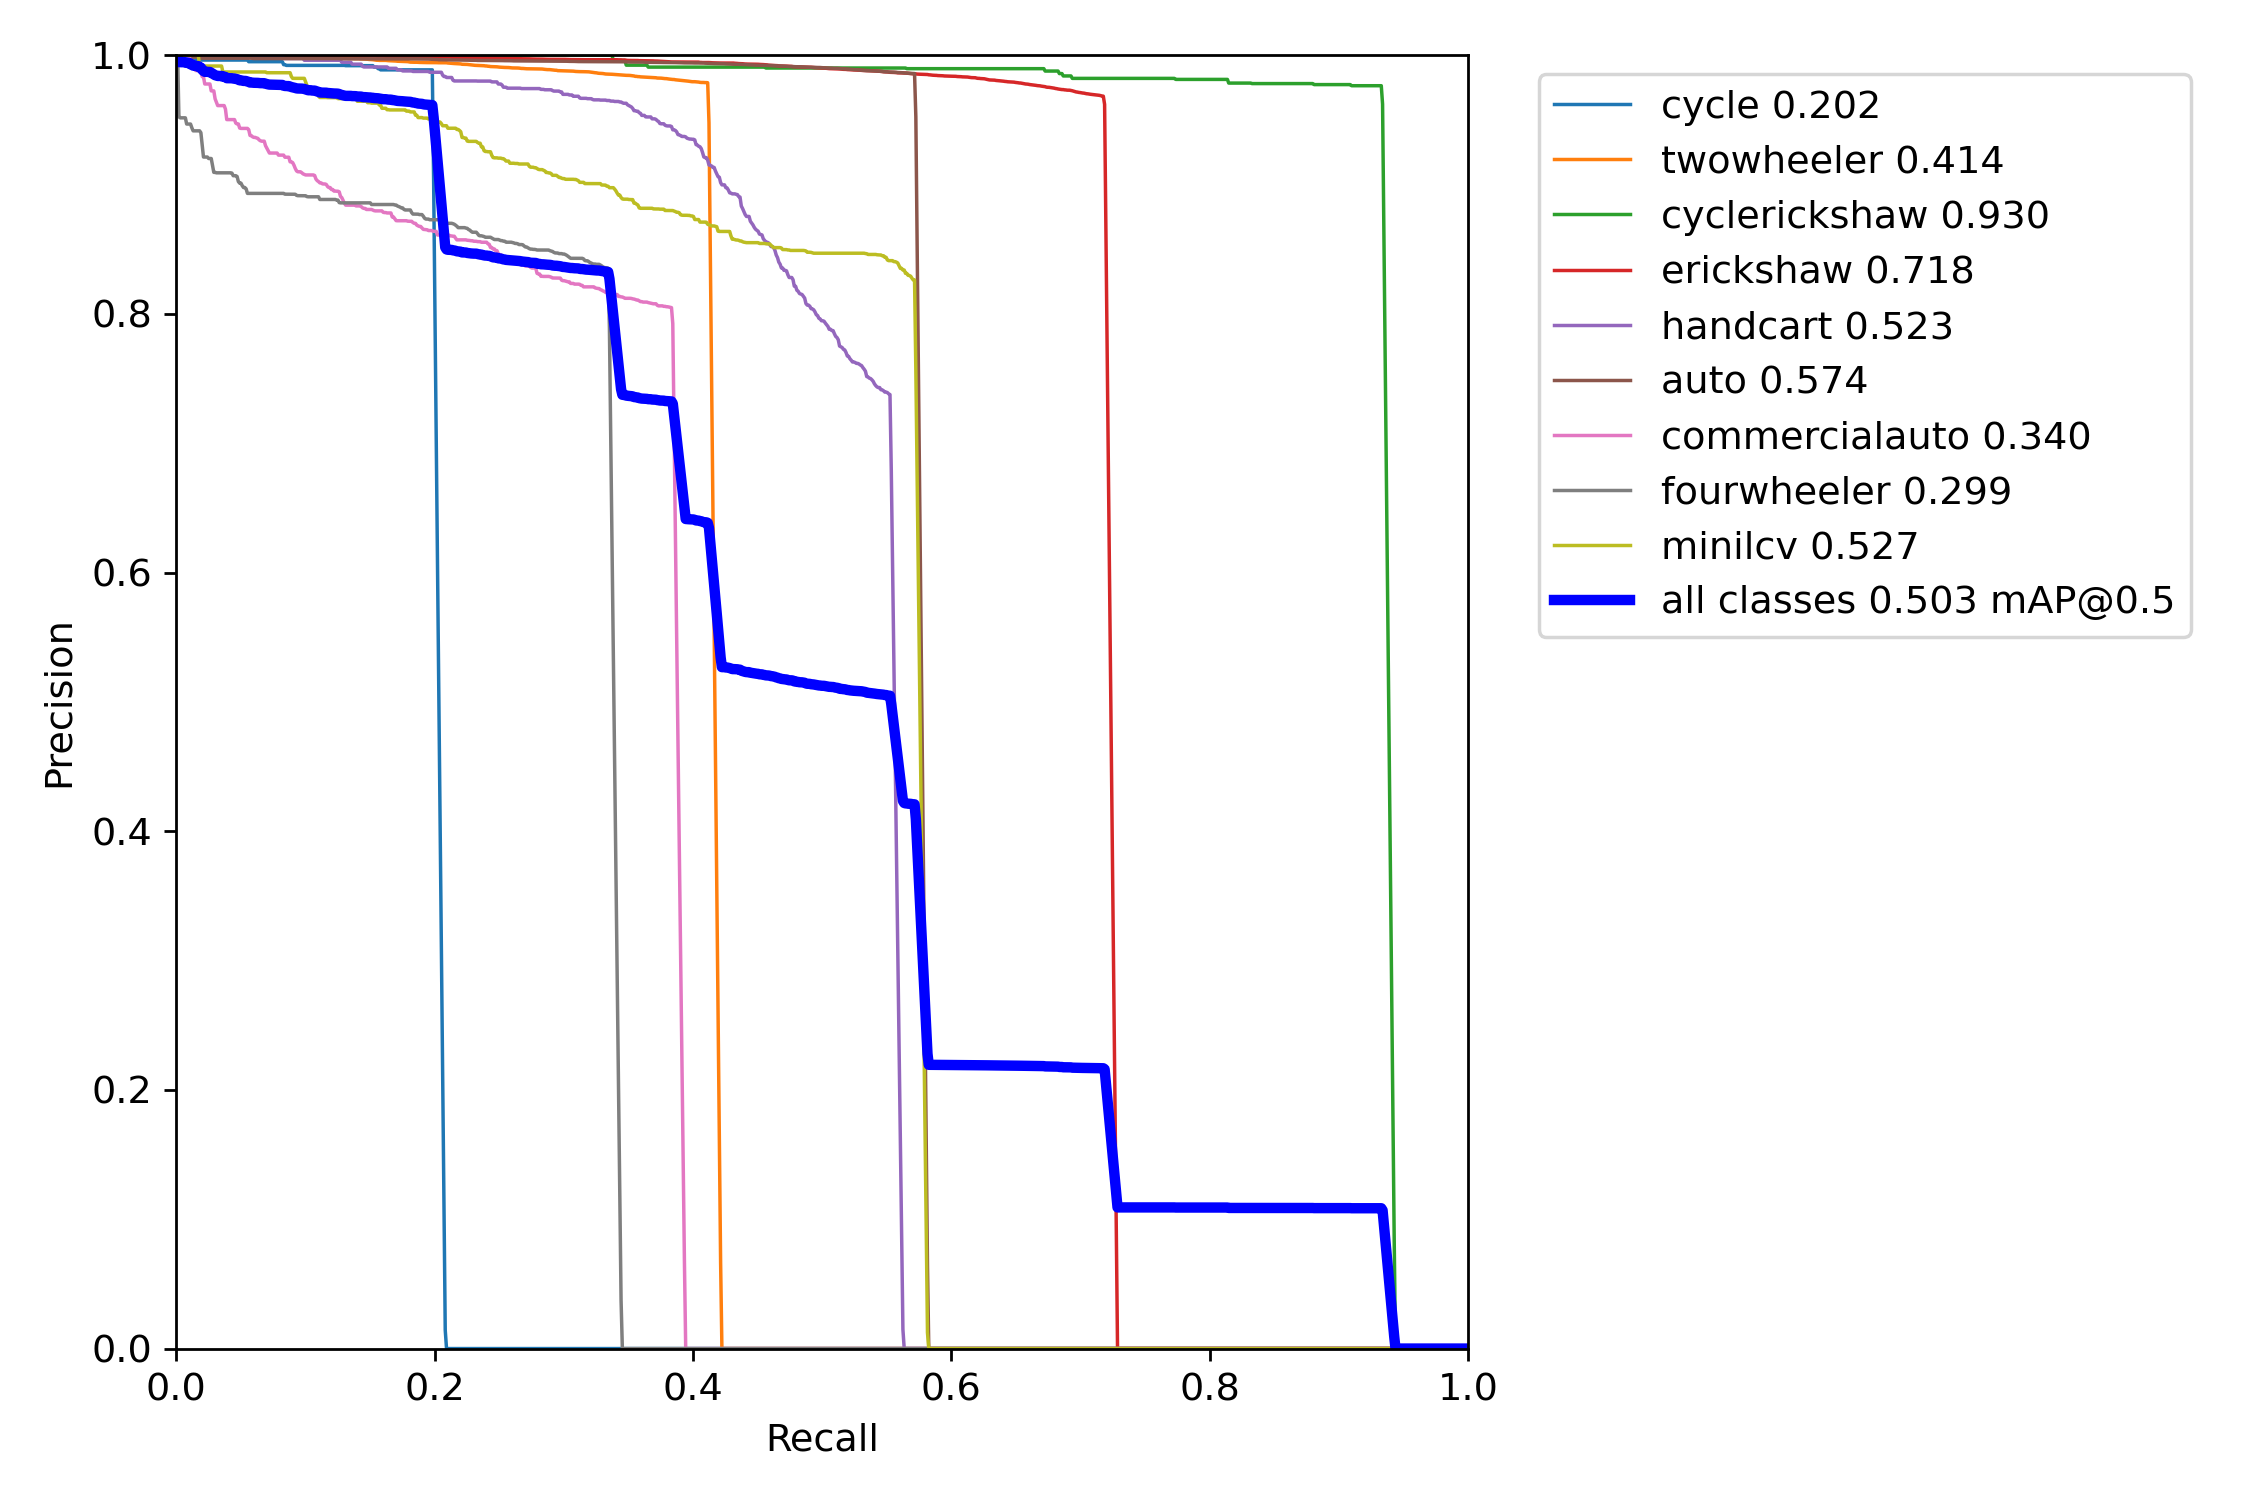 1.0
0.8
0.6
0.4
0.2
0.0
Precision
0.0 0.2 0.4 0.6 0.8 1.0
Recall
cycle 0.202
twowheeler 0.414
cyclerickshaw 0.930
erickshaw 0.718
handcart 0.523
auto 0.574
commercialauto 0.340
fourwheeler 0.299
minilcv 0.527
all classes 0.503 mAP@0.5